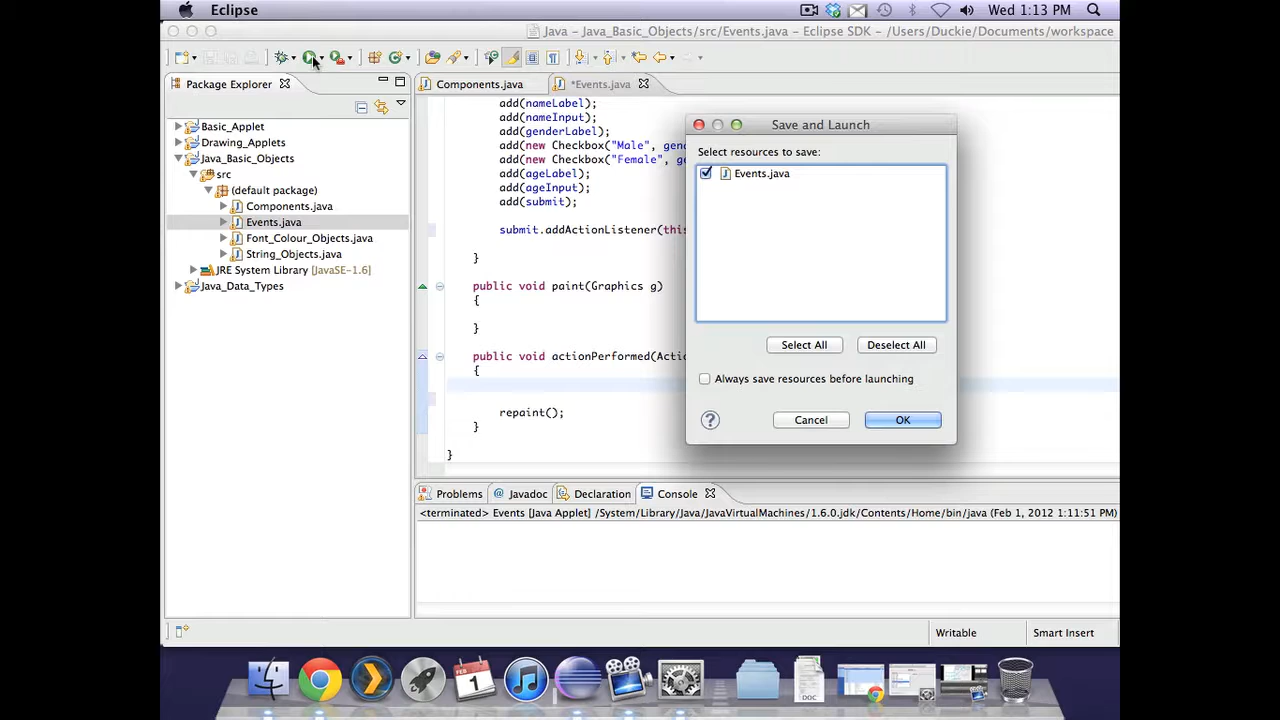 Eclipse
Wed 1:13 PM
Java – Java_Basic_Objects/src/Events.java – Eclipse SDK – /Users/Duckie/Documents/workspace
Package Explorer
Basic_Applet
Drawing_Applets
Java_Basic_Objects
src
(default package)
Components.java
Events.java
Font_Colour_Objects.java
String_Objects.java
JRE System Library [JavaSE-1.6]
Java_Data_Types
Components.java
*Events.java
add(nameLabel);
add(nameInput);
add(genderLabel);
add(new Checkbox("Male", gen
add(new Checkbox("Female", g
add(ageLabel);
add(ageInput);
add(submit);
submit.addActionListener(this
}
public void paint(Graphics g)
{
}
public void actionPerformed(Actio
{
repaint();
}
}
Save and Launch
Select resources to save:
Events.java
Select All
Deselect All
Always save resources before launching
?
Cancel
OK
Problems
@ Javadoc
Declaration
Console
<terminated> Events [Java Applet] /System/Library/Java/JavaVirtualMachines/1.6.0.jdk/Contents/Home/bin/java (Feb 1, 2012 1:11:51 PM)
Writable
Smart Insert
1
DOC